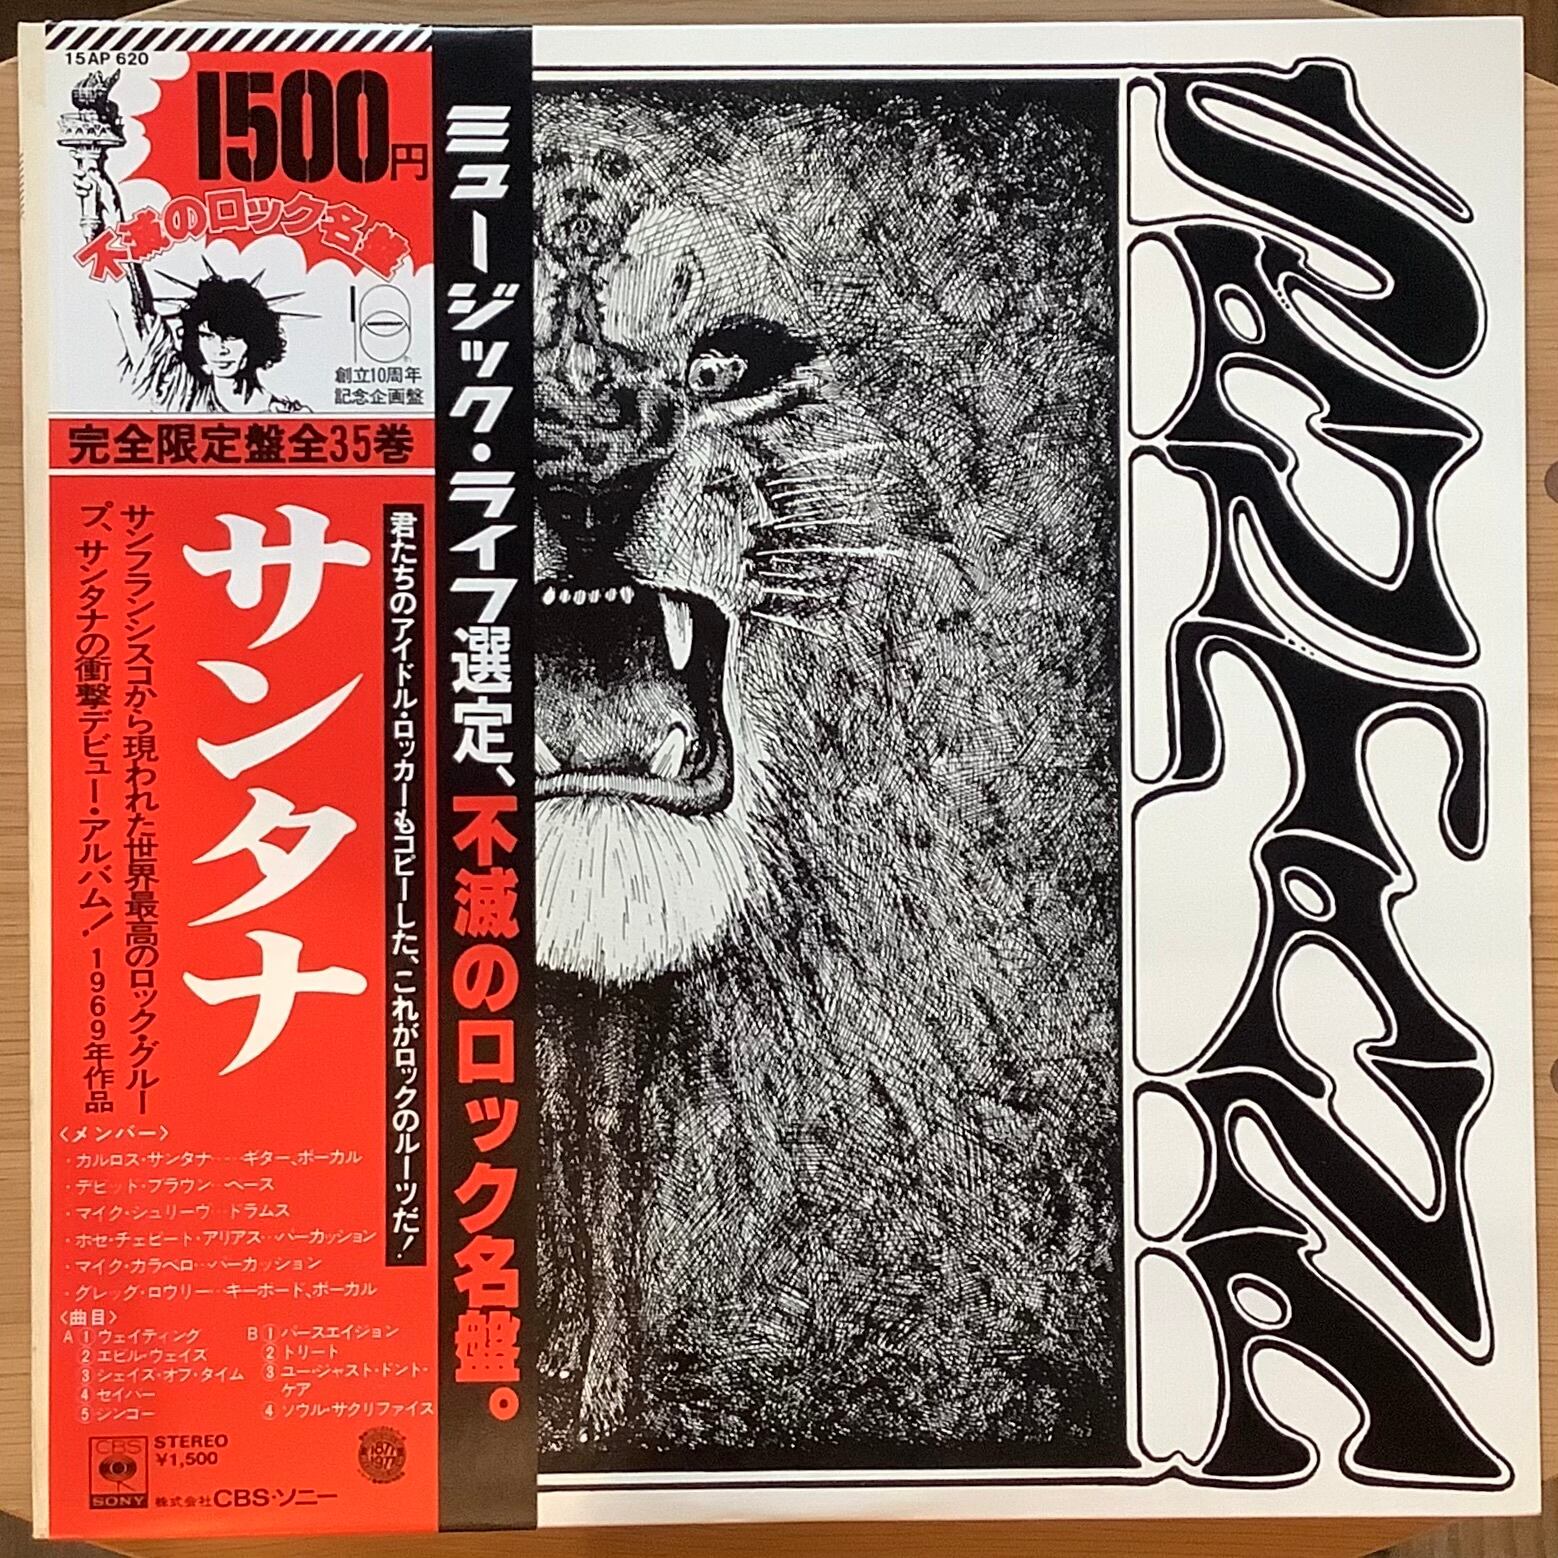 15AP 620
1500円
不滅のロック名盤
10
創立10周年
記念企画盤
完全限定盤全35巻
ミュージック・ライフ選定、不滅のロック名盤。
君たちのアイドル・ロッカーもコピーした、これがロックのルーツだ!
サンタナ
サンフランシスコから現われた世界最高のロック・グルー
プ、サンタナの衝撃デビュー・アルバム! 1969年作品
〈メンバー〉
・カルロス・サンタナ……ギター、ボーカル
・デビッド・ブラウン…ベース
・マイク・シュリーヴ…ドラムス
・ホセ・チェピート・アリアス…パーカッション
・マイク・カラベロ…パーカッション
・グレッグ・ロウリー…キーボード、ボーカル
〈曲目〉
A ①ウェイティング
②エビル・ウェイズ
③シェイズ・オブ・タイム
④セイバー
⑤ジンゴー
B ①パースエイジョン
②トリート
③ユー・ジャスト・ドント・
ケア
④ソウル・サクリファイス
CBS
SONY
STEREO
¥1,500
株式会社CBS・ソニー
1877
1977
SANTANA